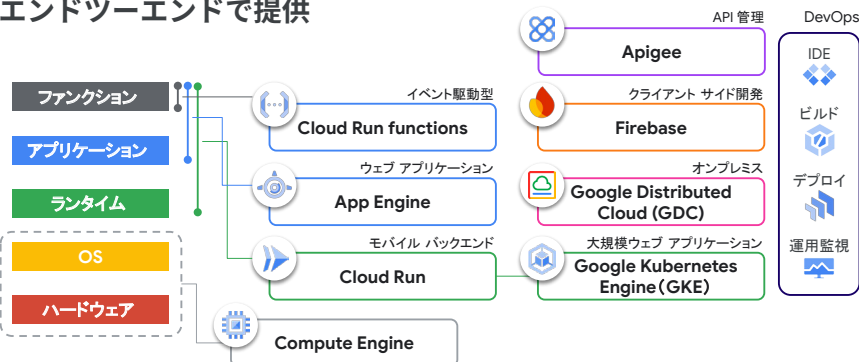 エンドツーエンドで提供
ファンクション
アプリケーション
ランタイム
OS
ハードウェア
イベント駆動型
Cloud Run functions
ウェブ アプリケーション
App Engine
モバイル バックエンド
Cloud Run
Compute Engine
API 管理
Apigee
クライアント サイド開発
Firebase
オンプレミス
Google Distributed
Cloud (GDC)
大規模ウェブ アプリケーション
Google Kubernetes
Engine(GKE)
DevOps
IDE
ビルド
デプロイ
運用監視